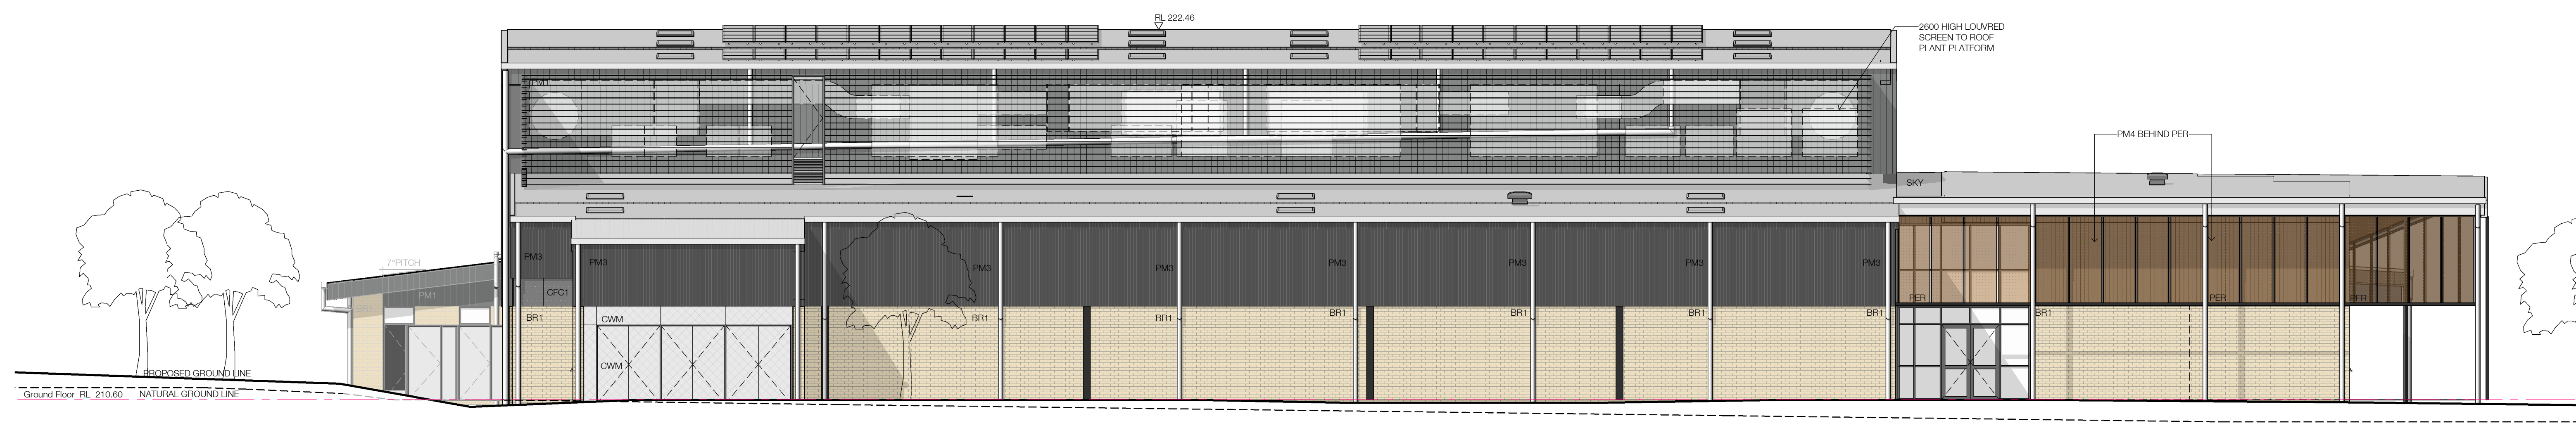 RL 222.46
2600 HIGH LOUVRED
SCREEN TO ROOF
PLANT PLATFORM
PM1
PM4 BEHIND PER
SKY
7°PITCH
PM3
PM3
PM3
PM3
PM3
PM3
PM3
PM3
CFC1
PM1
PER
PER
PER
BR1
BR1
CWM
BR1
BR1
BR1
BR1
BR1
BR1
BR1
CWM
PROPOSED GROUND LINE
Ground Floor RL 210.60
NATURAL GROUND LINE